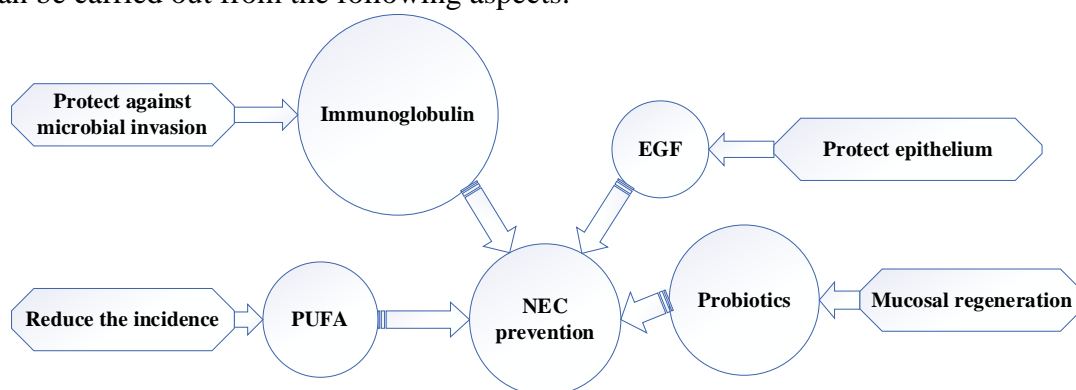 an be carried out from the following aspects:
Protect against
microbial invasion
Immunoglobulin
EGF
Protect epithelium
Reduce the incidence
PUFA
NEC
prevention
Probiotics
Mucosal regeneration